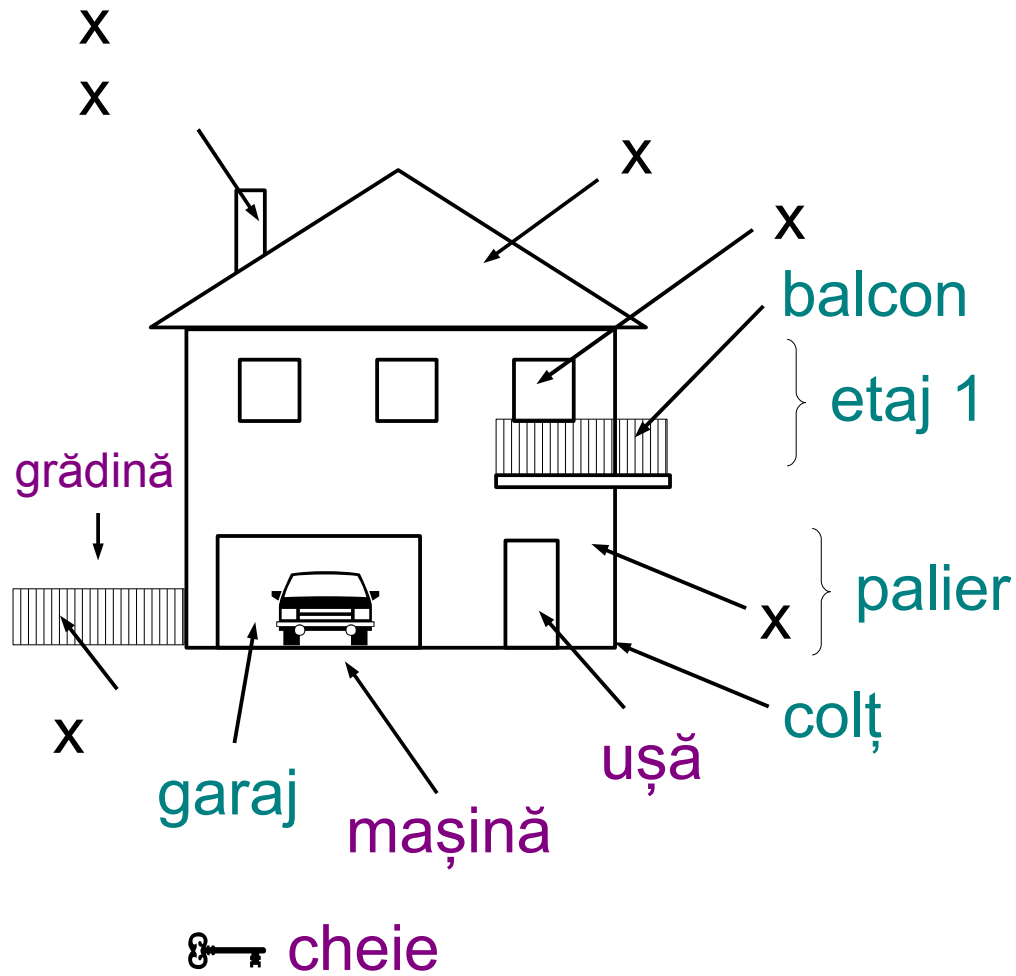 x
x
x
x
balcon
etaj 1
grădină
palier
x
colț
x
ușă
garaj
mașină
cheie